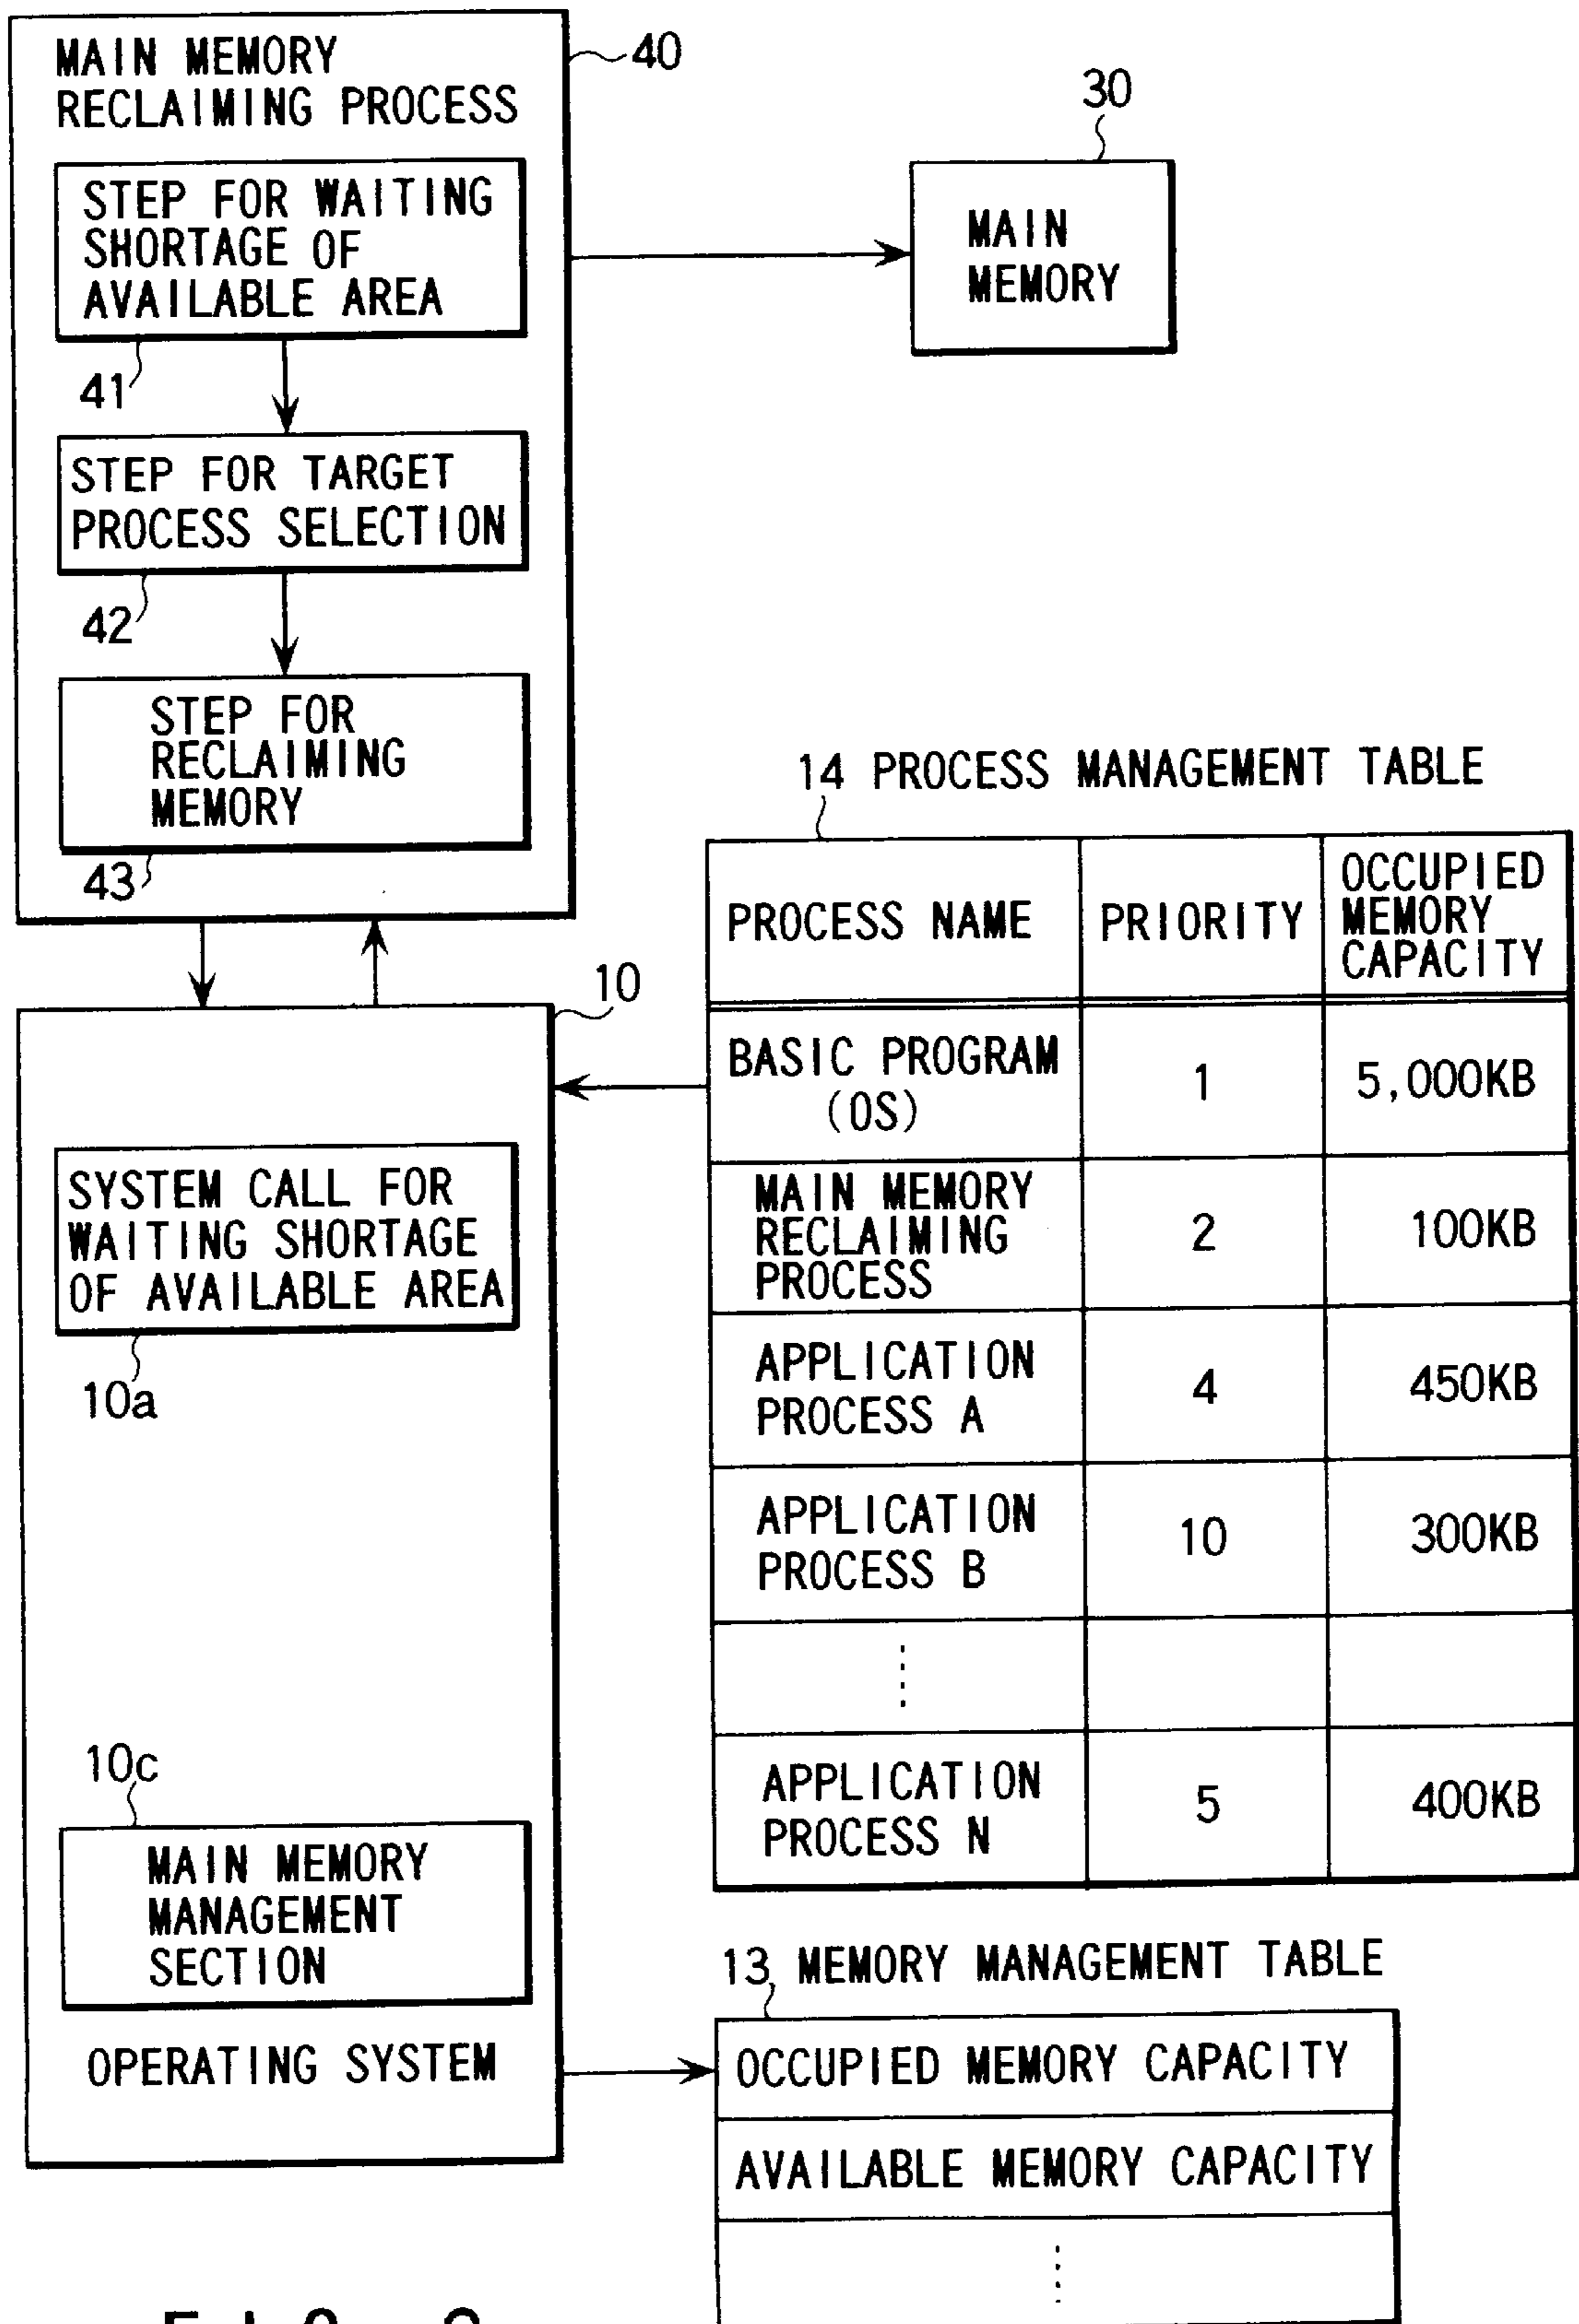 MAIN MEMORY
RECLAIMING PROCESS
40
STEP FOR WAITING
SHORTAGE OF
AVAILABLE AREA
41
STEP FOR TARGET
PROCESS SELECTION
42
STEP FOR
RECLAIMING
MEMORY
43
30
MAIN
MEMORY
10
SYSTEM CALL FOR
WAITING SHORTAGE
OF AVAILABLE AREA
10a
10c
MAIN MEMORY
MANAGEMENT
SECTION
OPERATING SYSTEM
14 PROCESS MANAGEMENT TABLE
PROCESS NAME
PRIORITY
OCCUPIED
MEMORY
CAPACITY
BASIC PROGRAM
(OS)
1
5,000KB
MAIN MEMORY
RECLAIMING
PROCESS
2
100KB
APPLICATION
PROCESS A
4
450KB
APPLICATION
PROCESS B
10
300KB
APPLICATION
PROCESS N
5
400KB
13 MEMORY MANAGEMENT TABLE
OCCUPIED MEMORY CAPACITY
AVAILABLE MEMORY CAPACITY